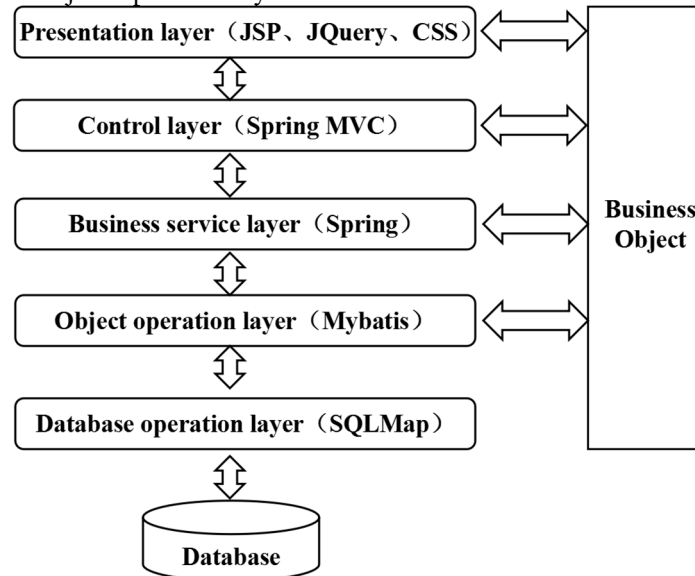 Presentation layer（JSP、JQuery、CSS）
Control layer（Spring MVC）
Business service layer（Spring）
Business
Object
Object operation layer（Mybatis）
Database operation layer（SQLMap）
Database